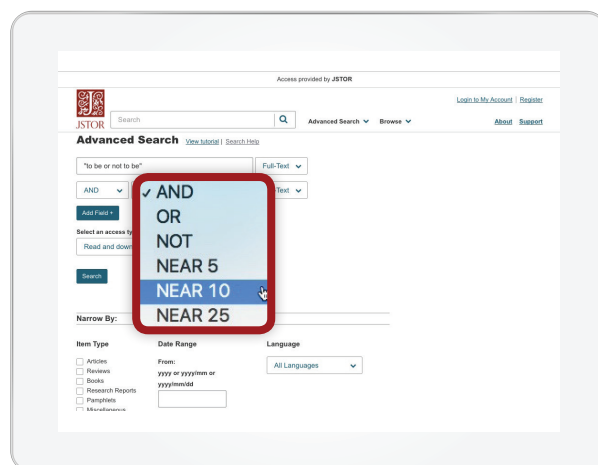 Access provided by JSTOR
Login to My Account | Register
JSTOR
Search
Advanced Search
Browse
About
Support
Advanced Search
View tutorial | Search Help
"to be or not to be"
Full-Text
AND
AND
OR
NOT
NEAR 5
NEAR 10
NEAR 25
-Text
Add Field +
Select an access ty
Read and down
Search
Narrow By:
Item Type
Date Range
Language
Articles
Reviews
Books
Research Reports
Pamphlets
Miscellaneous
From:
yyyy or yyyy/mm or
yyyy/mm/dd
All Languages